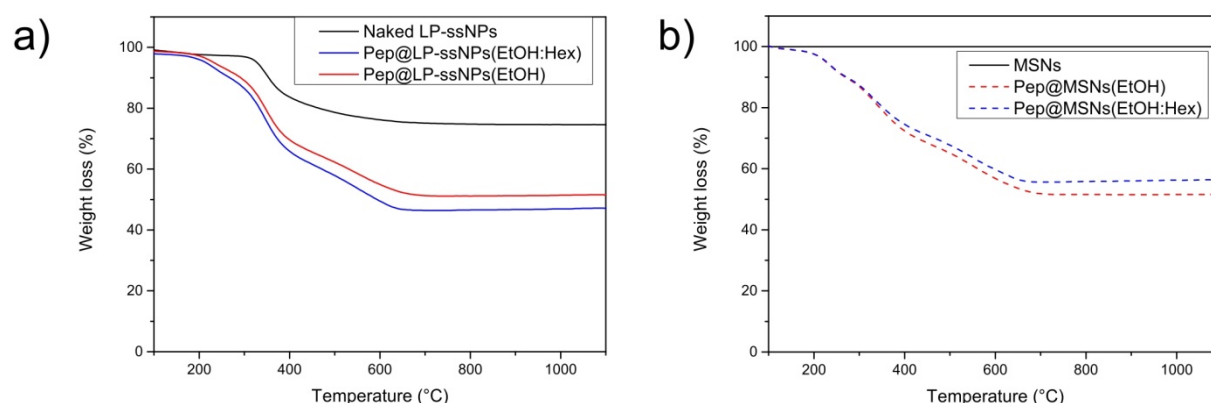 a)
Weight loss (%)
100
80
60
40
20
0
Naked LP-ssNPs
Pep@LP-ssNPs(EtOH:Hex)
Pep@LP-ssNPs(EtOH)
200 400 600 800 1000
Temperature (°C)
b)
Weight loss (%)
100
80
60
40
20
0
MSNs
Pep@MSNs(EtOH)
Pep@MSNs(EtOH:Hex)
200 400 600 800 1000
Temperature (°C)